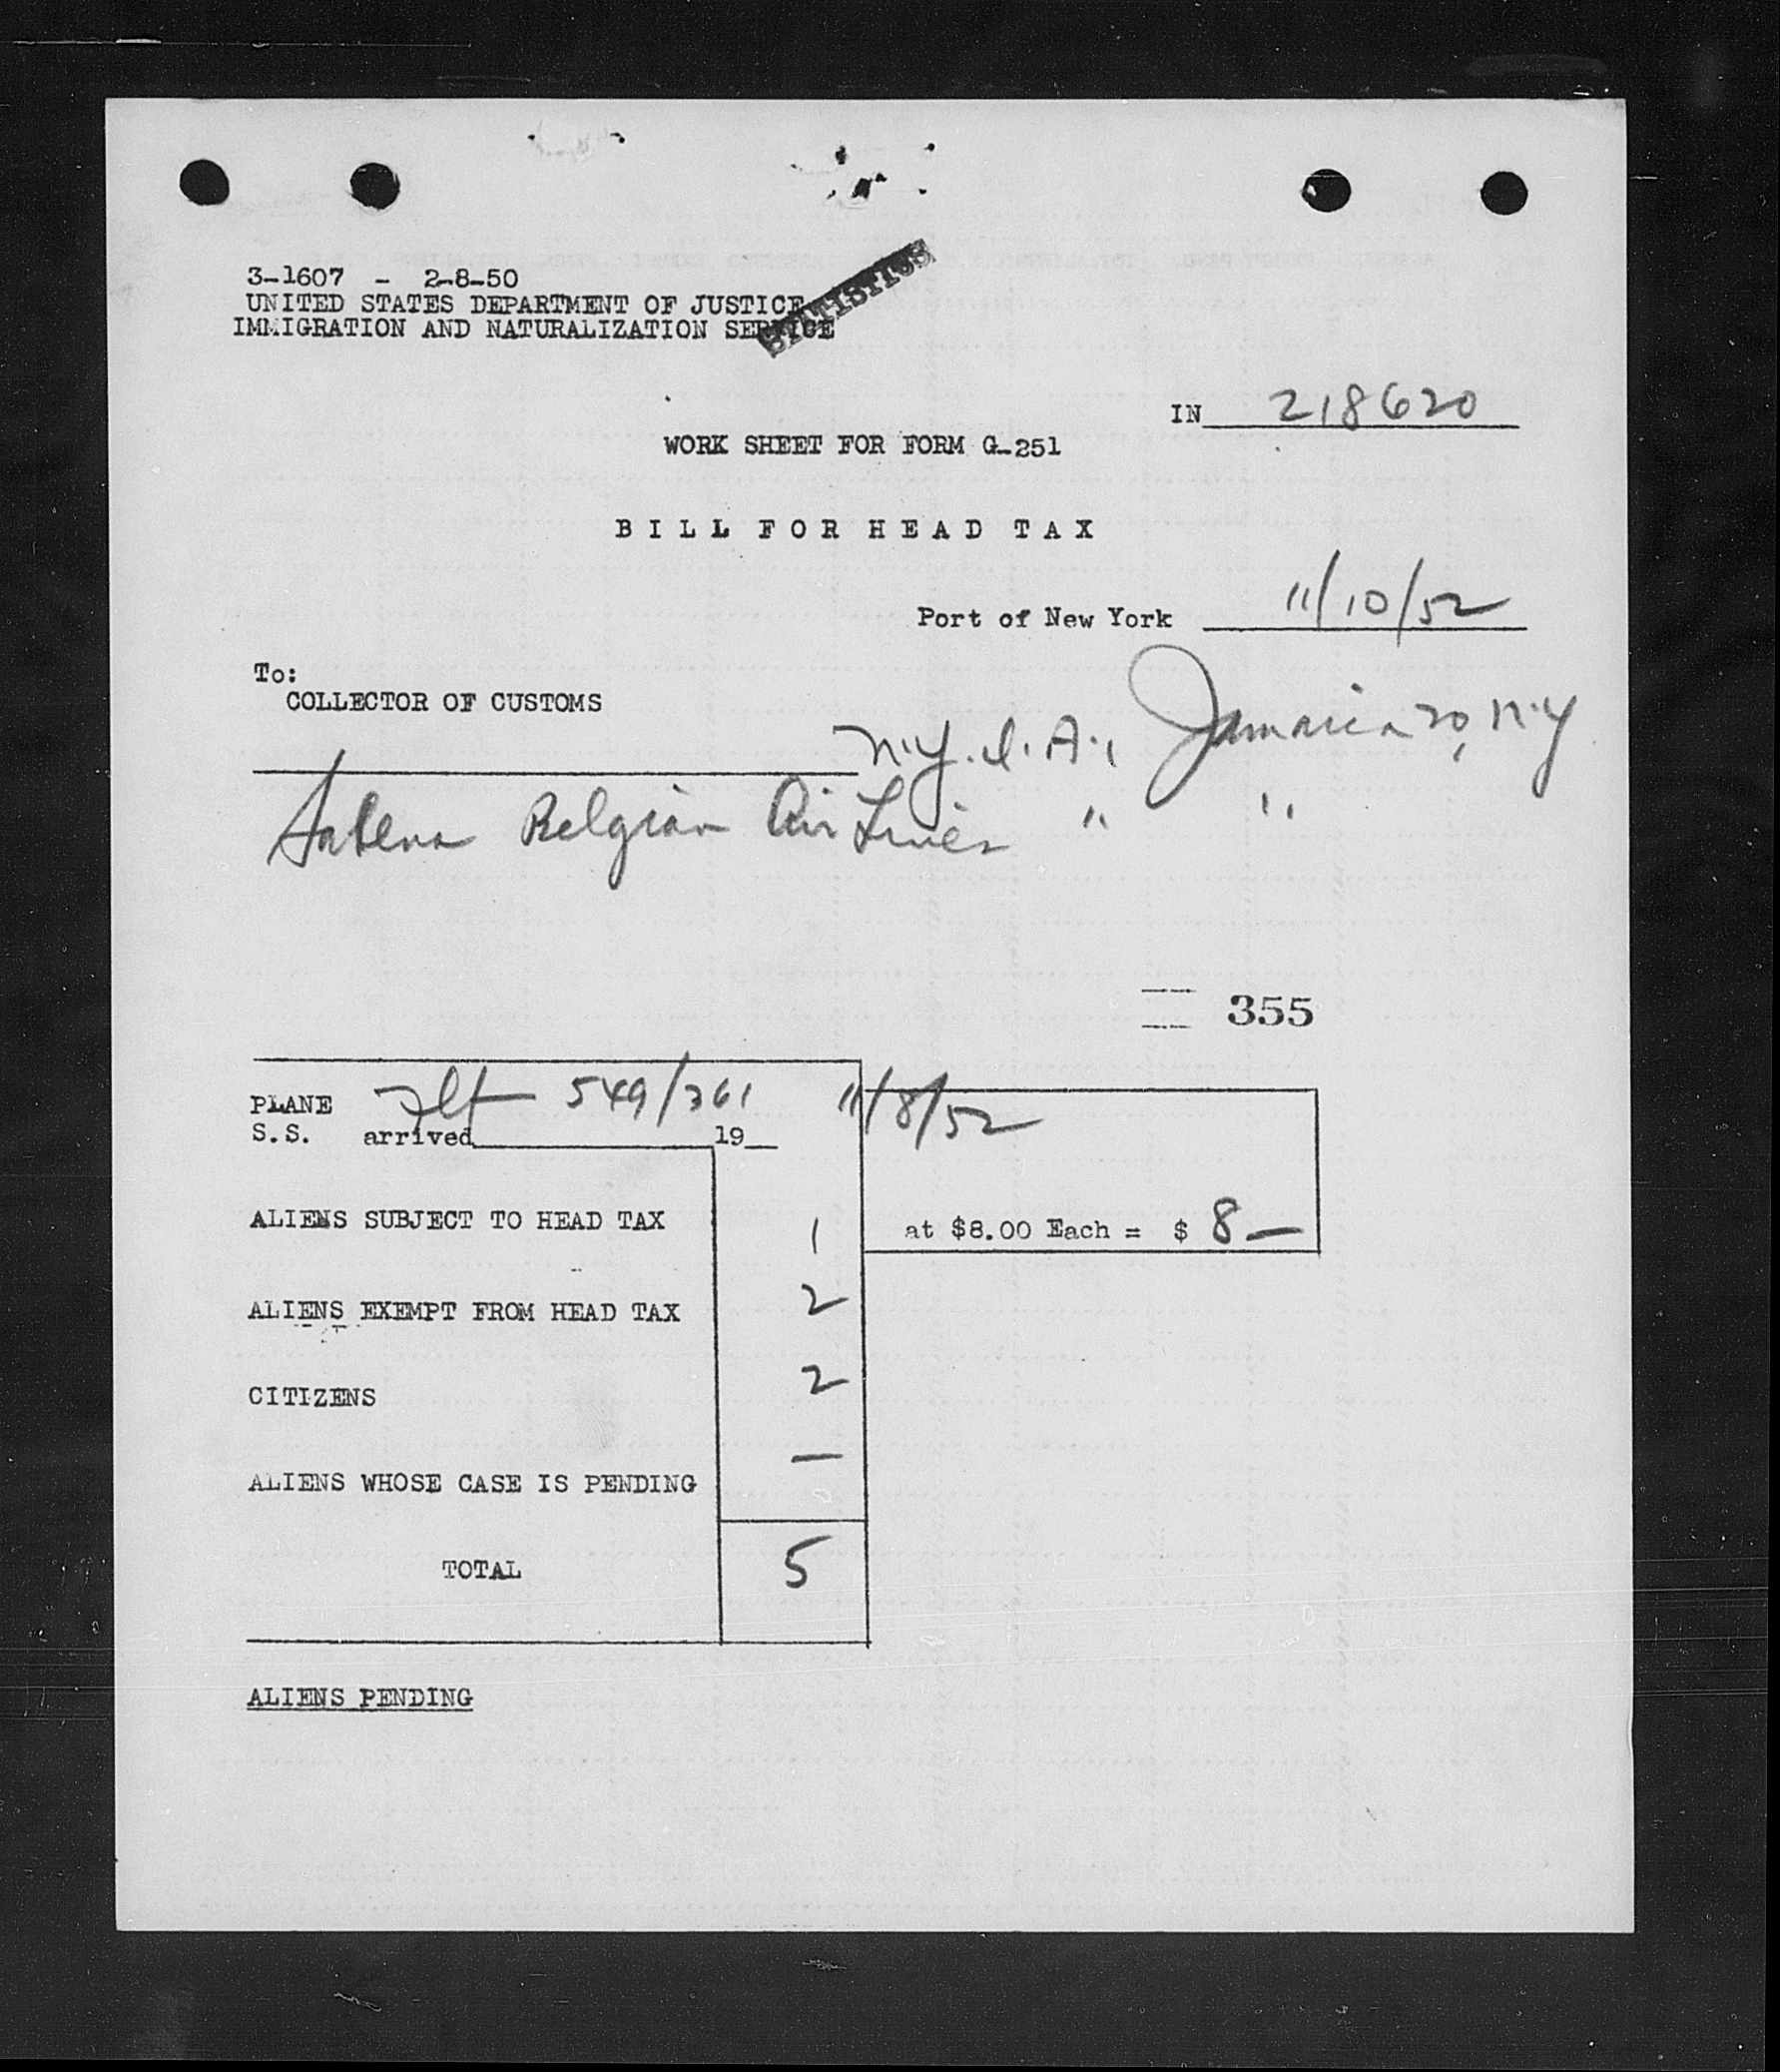 3-1607 - 2-8-50
UNITED STATES DEPARTMENT OF JUSTICE
IMMIGRATION AND NATURALIZATION SERVICE
STATISTICS
IN 218620
WORK SHEET FOR FORM G-251
BILL FOR HEAD TAX
Port of New York 11/10/52
To:
COLLECTOR OF CUSTOMS
N.Y.I.A., Jamaica 30, N.Y
Sabena Belgian Air Lines " "
355
PLANE flt 549/361 11/8/52
S.S. arrived 19
ALIENS SUBJECT TO HEAD TAX 1 at $8.00 Each = $ 8—
ALIENS EXEMPT FROM HEAD TAX 2
CITIZENS 2
ALIENS WHOSE CASE IS PENDING —
TOTAL 5
ALIENS PENDING